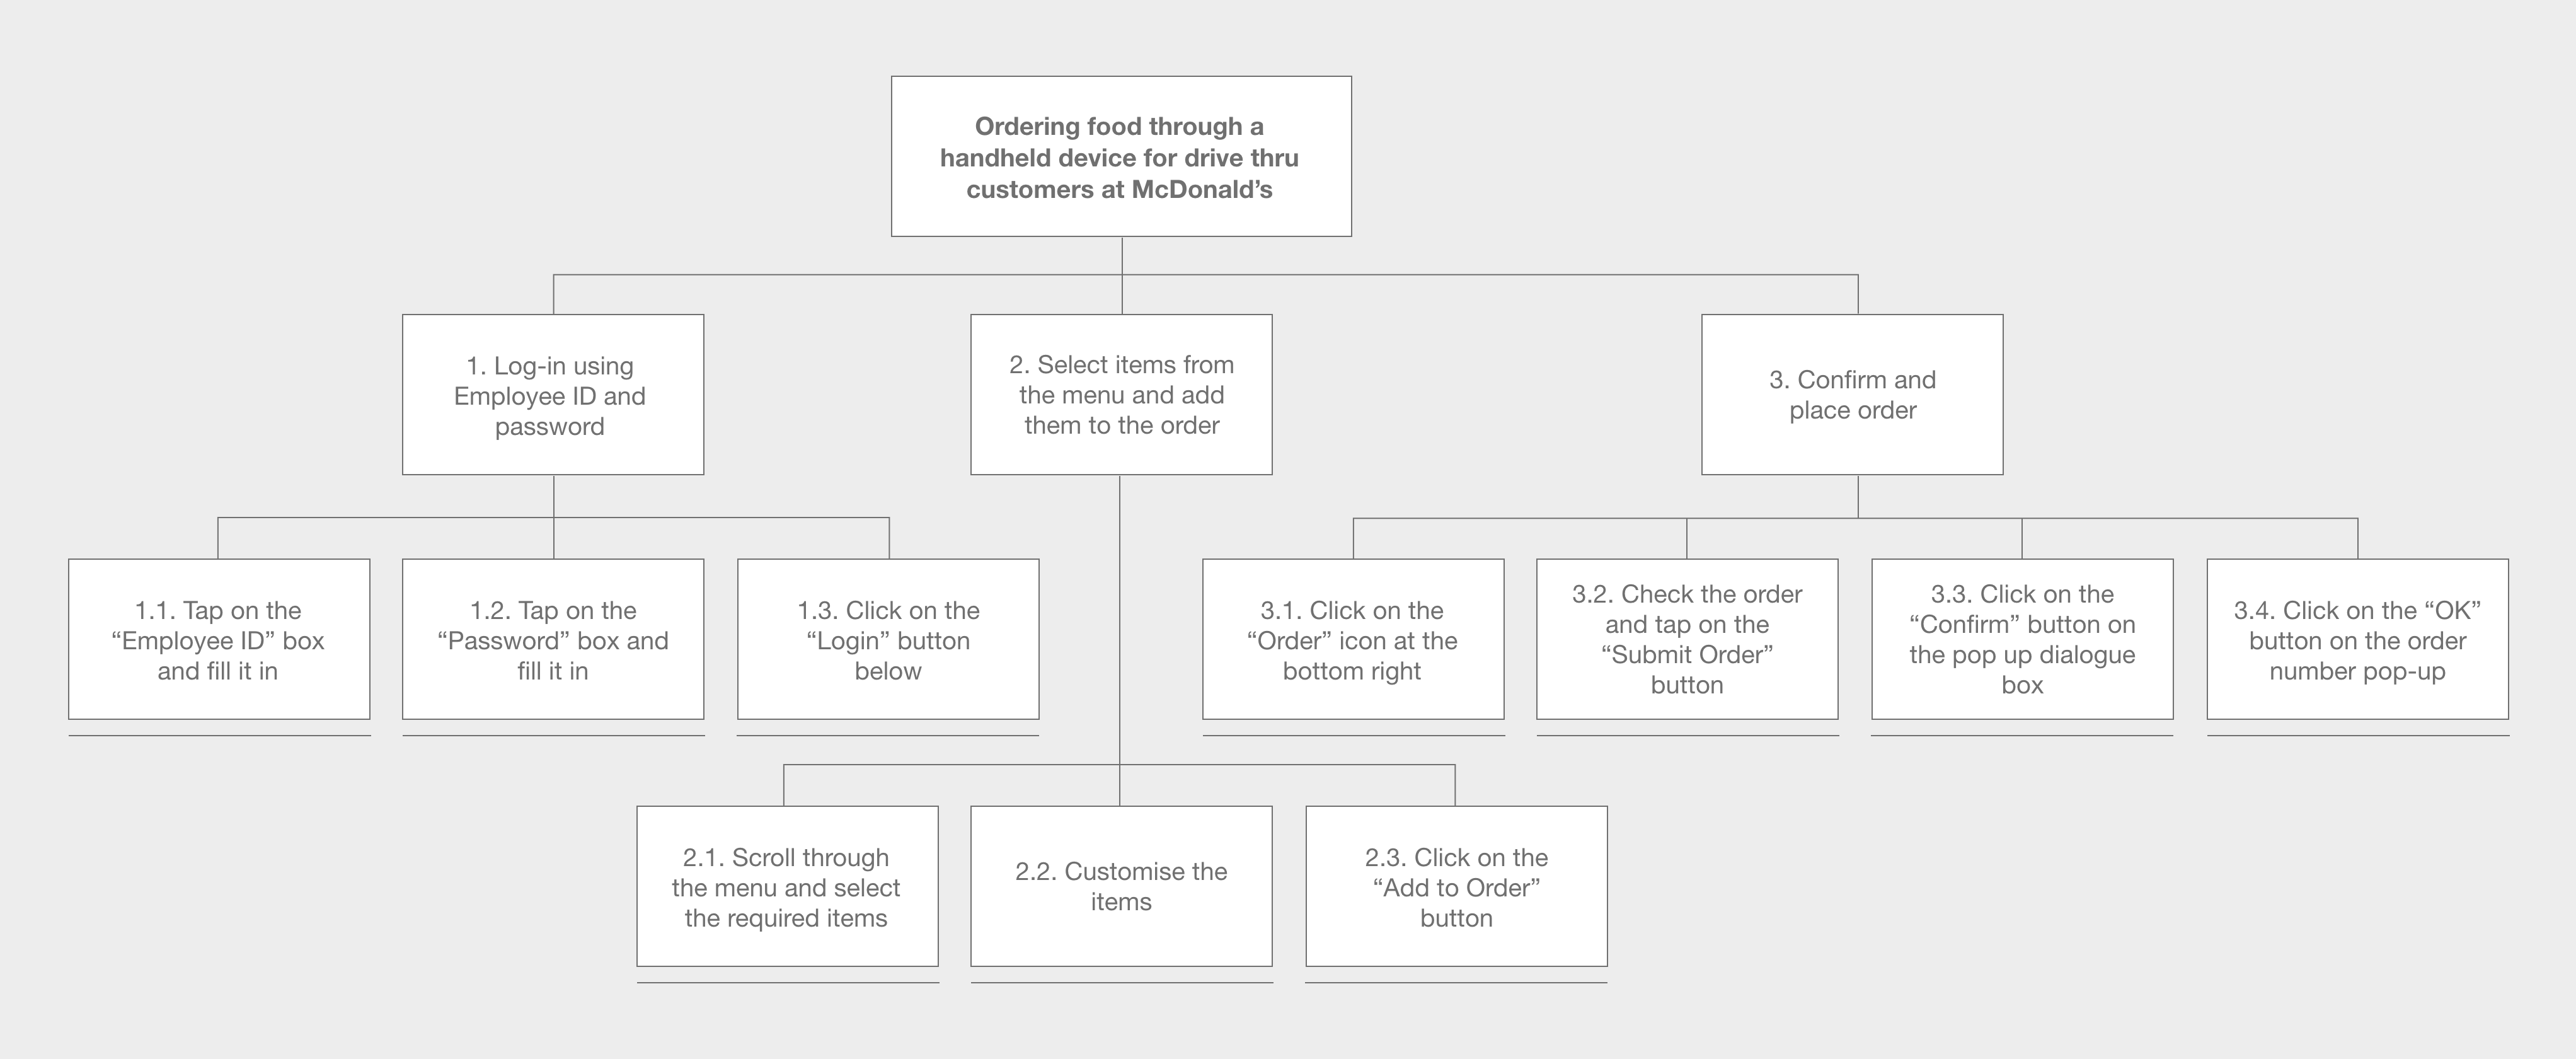 Ordering food through a
handheld device for drive thru
customers at McDonald’s
1. Log-in using
Employee ID and
password
2. Select items from
the menu and add
them to the order
3. Confirm and
place order
1.1. Tap on the
“Employee ID” box
and fill it in
1.2. Tap on the
“Password” box and
fill it in
1.3. Click on the
“Login” button
below
3.1. Click on the
“Order” icon at the
bottom right
3.2. Check the order
and tap on the
“Submit Order”
button
3.3. Click on the
“Confirm” button on
the pop up dialogue
box
3.4. Click on the “OK”
button on the order
number pop-up
2.1. Scroll through
the menu and select
the required items
2.2. Customise the
items
2.3. Click on the
“Add to Order”
button